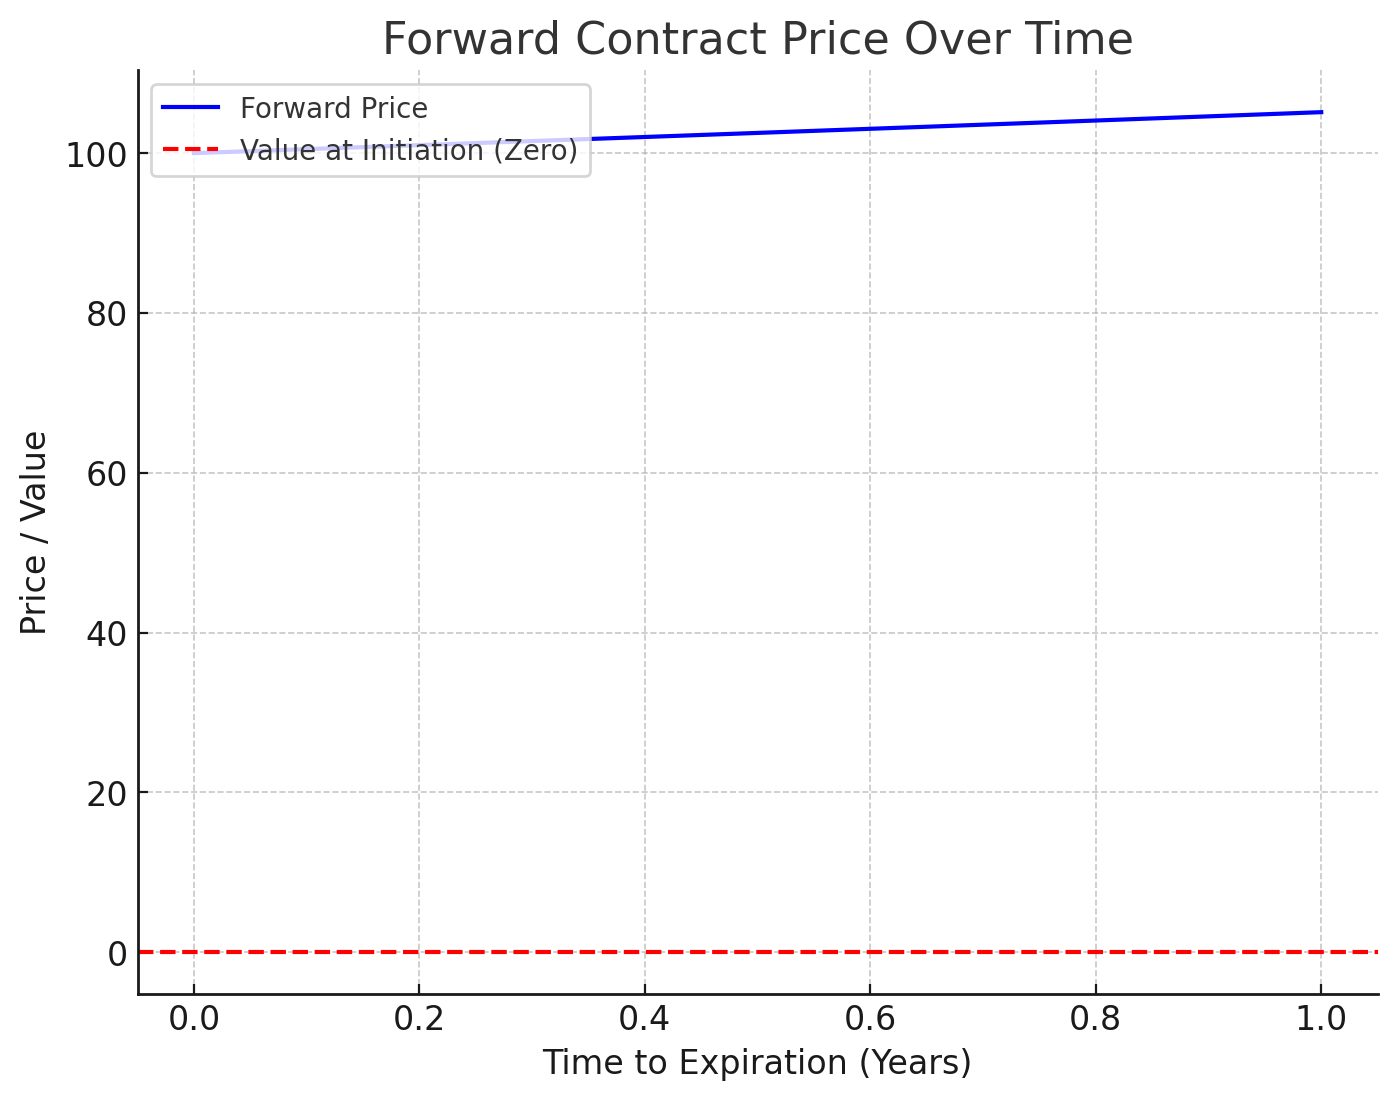 Forward Contract Price Over Time
Forward Price
Value at Initiation (Zero)
Price / Value
100
80
60
40
20
0
0.0 0.2 0.4 0.6 0.8 1.0
Time to Expiration (Years)